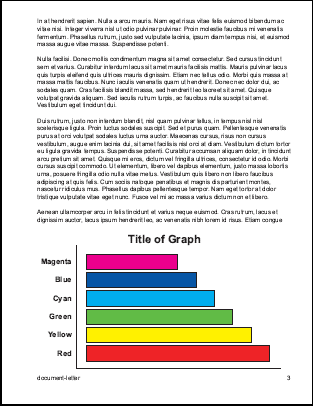 In at hendrerit sapien. Nulla a arcu mauris. Nam eget risus vitae felis euismod bibendum ac
vitae nisi. Integer viverra nisl ut odio pulvinar pulvinar. Proin molestie faucibus mi venenatis
fermentum. Phasellus rutrum, justo sed vulputate lacinia, ipsum diam tempus nisi, et euismod
massa augue vitae massa. Suspendisse potenti.
Nulla facilisi. Donec mollis condimentum magna sit amet consectetur. Sed cursus tincidunt
sem et varius. Curabitur interdum lacus sit amet mauris facilisis mattis. Mauris pulvinar lacus
quis turpis eleifend quis ultrices mauris dignissim. Etiam nec tellus odio. Morbi quis massa at
massa mattis faucibus. Nunc iaculis venenatis quam ut hendrerit. Donec nec dolor dui, ac
sodales quam. Cras facilisis blandit massa, sed hendrerit leo laoreet sit amet. Quisque
volutpat gravida aliquam. Sed iaculis rutrum turpis, ac faucibus nulla suscipit sit amet.
Vestibulum eget tincidunt dui.
Duis rutrum, justo non interdum blandit, nisl quam pulvinar tellus, in tempus nisl nisl
scelerisque ligula. Proin luctus sodales suscipit. Sed et purus quam. Pellentesque venenatis
purus at orci volutpat sodales luctus urna auctor. Maecenas cursus, risus non cursus
vestibulum, augue enim lacinia dui, sit amet facilisis nisl orci at diam. Vestibulum dictum tortor
eu ligula gravida tempus. Suspendisse potenti. Curabitur accumsan aliquam dolor, in tincidunt
arcu pretium sit amet. Quisque mi eros, dictum vel fringilla ultrices, consectetur id odio. Morbi
cursus suscipit commodo. Ut elementum, libero vel dapibus elementum, justo massa lobortis
urna, posuere fringilla odio nulla vitae metus. Vestibulum quis libero non libero faucibus
adipiscing at quis felis. Cum sociis natoque penatibus et magnis dis parturient montes,
nascetur ridiculus mus. Phasellus dapibus pellentesque tempor. Nam eget tortor at dolor
tristique vulputate vitae eget nunc. Fusce vel mi ac massa varius dictum non et libero.
Aenean ullamcorper arcu in felis tincidunt et varius neque euismod. Cras rutrum, lacus et
dignissim auctor, lacus ipsum hendrerit leo, ac venenatis nibh lorem id risus. Etiam congue
Title of Graph
Magenta
Blue
Cyan
Green
Yellow
Red
document-letter 3